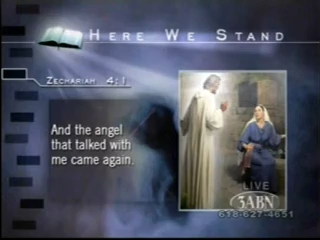 HERE WE STAND
ZECHARIAH 4:1
And the angel
that talked with
me came again.
LIVE
3ABN
618-627-4651